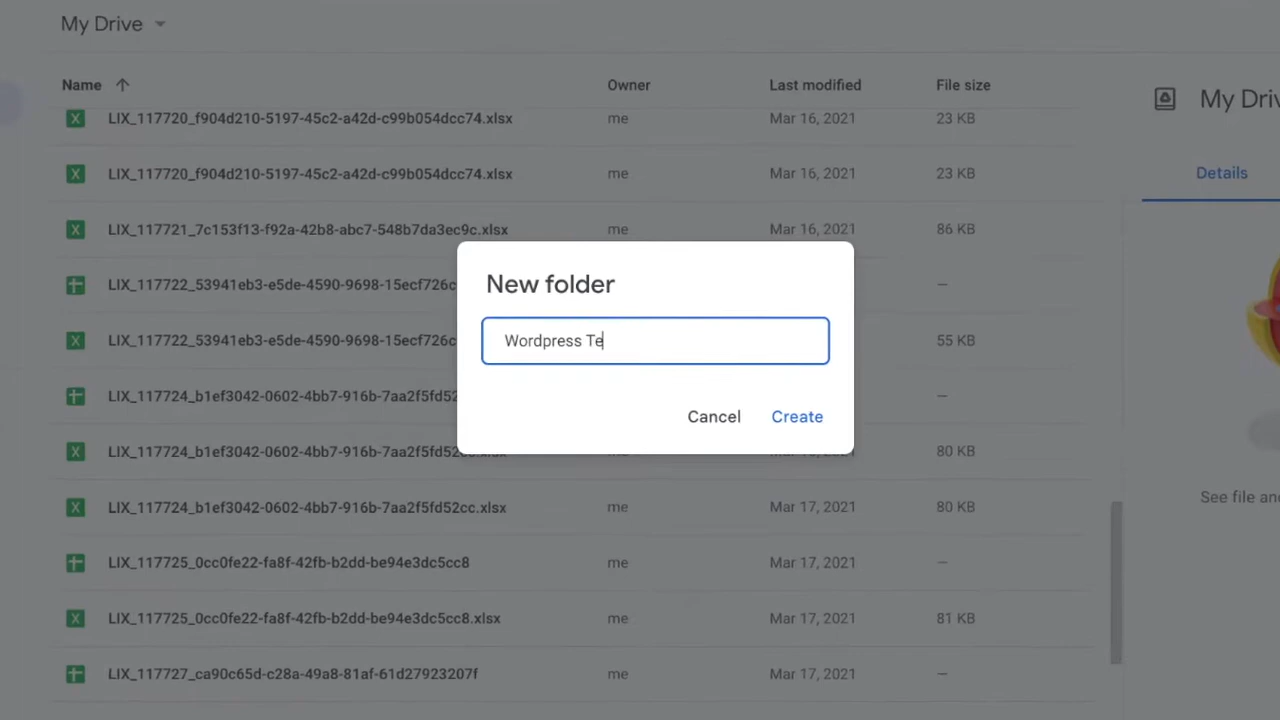 My Drive
Name Owner Last modified File size
LIX_117720_f904d210-5197-45c2-a42d-c99b054dcc74.xlsx me Mar 16, 2021 23 KB
LIX_117720_f904d210-5197-45c2-a42d-c99b054dcc74.xlsx me Mar 16, 2021 23 KB
LIX_117721_7c153f13-f92a-42b8-abc7-548b7da3ec9c.xlsx me Mar 16, 2021 86 KB
LIX_117722_53941eb3-e5de-4590-9698-15ecf726c –
LIX_117722_53941eb3-e5de-4590-9698-15ecf726c 55 KB
LIX_117724_b1ef3042-0602-4bb7-916b-7aa2f5fd52 –
LIX_117724_b1ef3042-0602-4bb7-916b-7aa2f5fd52 80 KB
LIX_117724_b1ef3042-0602-4bb7-916b-7aa2f5fd52cc.xlsx me Mar 17, 2021 80 KB
LIX_117725_0cc0fe22-fa8f-42fb-b2dd-be94e3dc5cc8 me Mar 17, 2021 –
LIX_117725_0cc0fe22-fa8f-42fb-b2dd-be94e3dc5cc8.xlsx me Mar 17, 2021 81 KB
LIX_117727_ca90c65d-c28a-49a8-81af-61d27923207f me Mar 17, 2021 –
New folder
Wordpress Te
Cancel Create
My Driv
Details
See file and